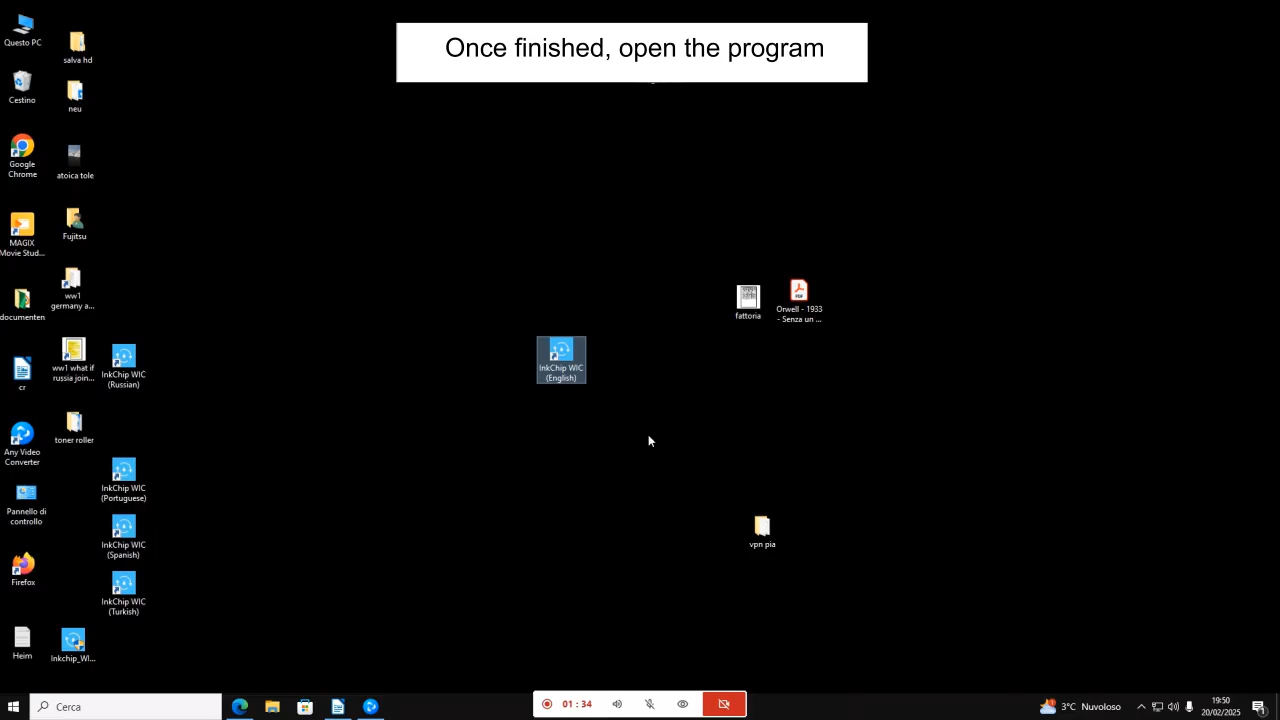 Once finished, open the program
Questo PC
salva hd
Cestino
neu
Google
Chrome
atoica tole
MAGIX
Movie Stud...
Fujitsu
documenten
ww1
germany a...
cr
ww1 what if
russia join...
InkChip WIC
(Russian)
Any Video
Converter
toner roller
InkChip WIC
(Portuguese)
Pannello di
controllo
InkChip WIC
(Spanish)
Firefox
InkChip WIC
(Turkish)
Heim
Inkchip_WI...
InkChip WIC
(English)
fattoria
Orwell - 1933
- Senza un ...
PDF
vpn pia
Cerca
01 : 34
3°C Nuvoloso
19:50
20/02/2025